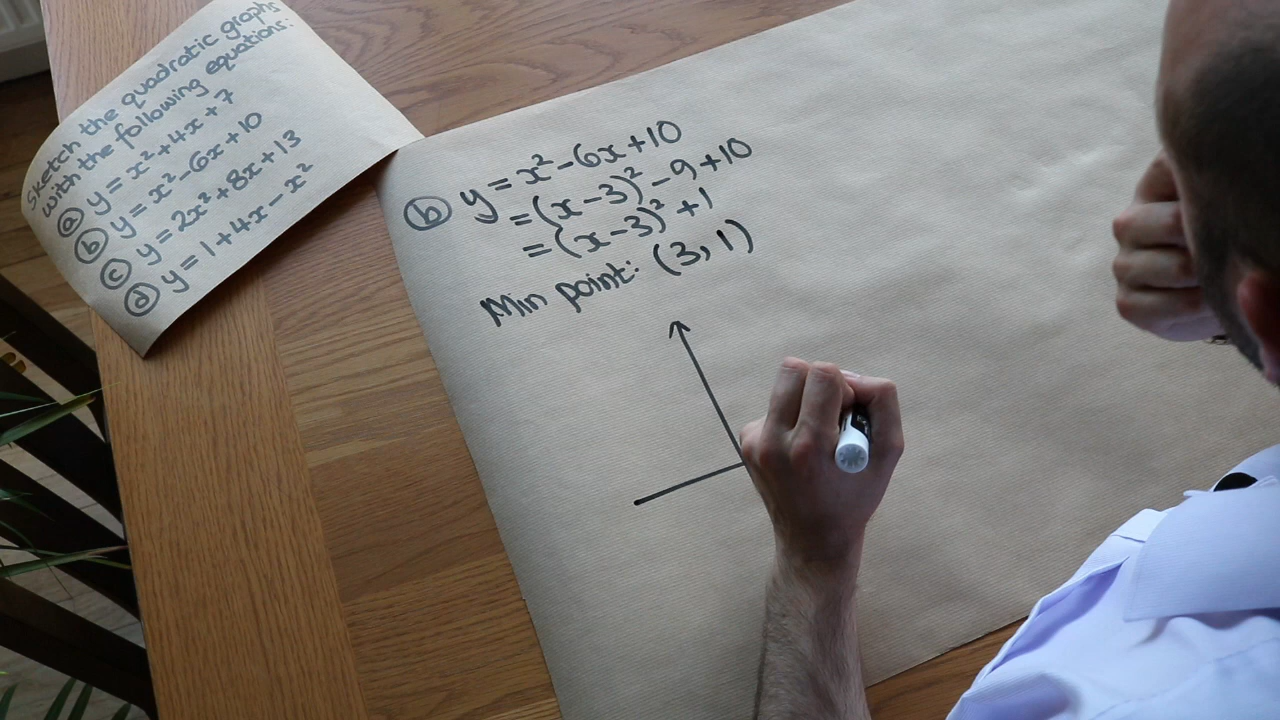 Sketch the quadratic graphs
with the following equations:
ⓐ y = x² + 4x + 7
ⓑ y = x² - 6x + 10
ⓒ y = 2x² + 8x + 13
ⓓ y = 1 + 4x - x²
ⓑ y = x² - 6x + 10
= (x - 3)² - 9 + 10
= (x - 3)² + 1
Min point: (3, 1)